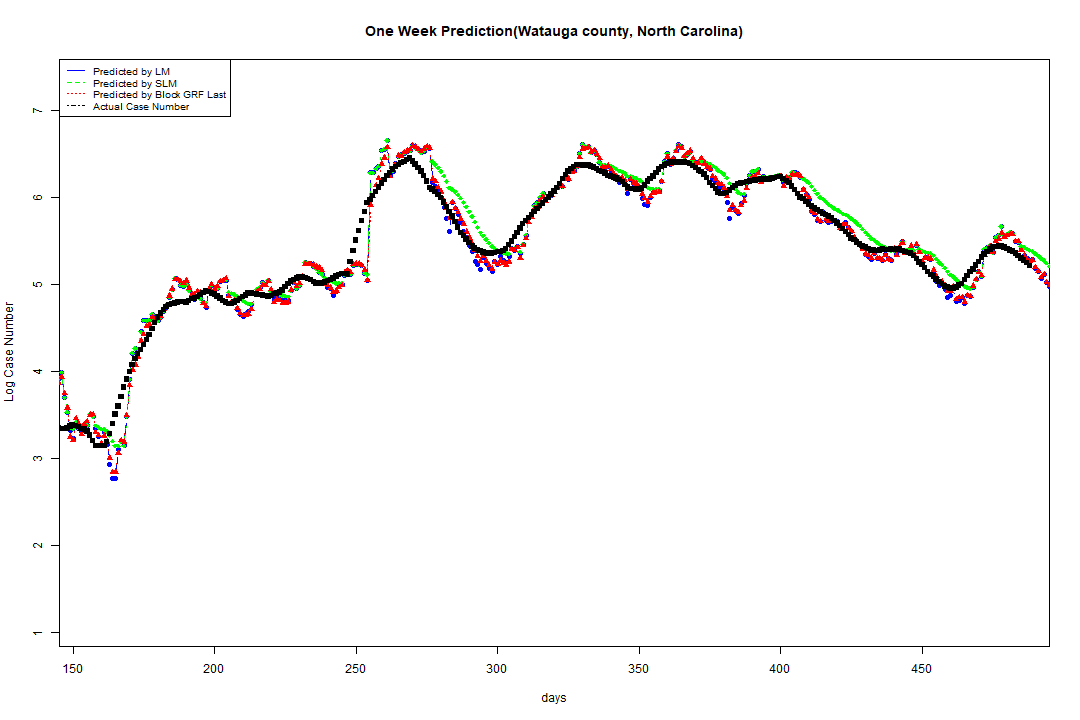 One Week Prediction(Watauga county, North Carolina)
Predicted by LM
Predicted by SLM
Predicted by Block GRF Last
Actual Case Number
7
6
5
4
3
2
1
Log Case Number
150 200 250 300 350 400 450
days